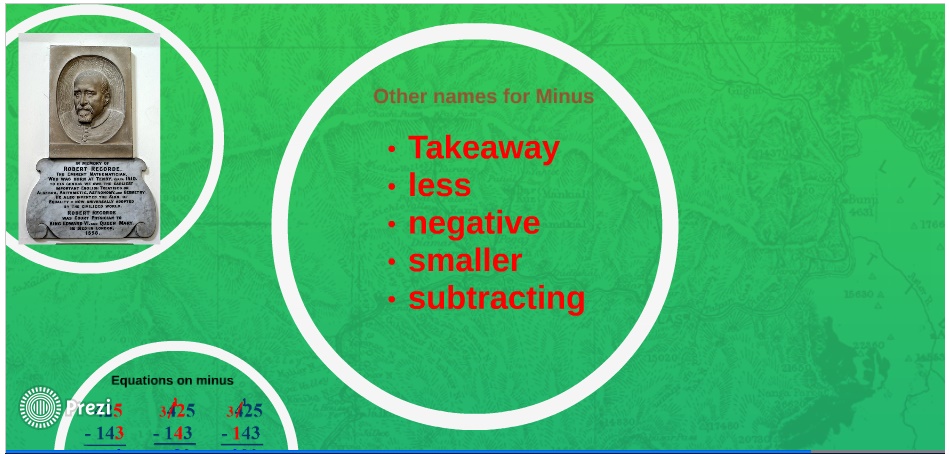 IN MEMORY OF
ROBERT RECORDE,
THE EMINENT MATHEMATICIAN,
WHO WAS BORN AT TENBY, CIRCA 1510.
TO HIS GENIUS WE OWE THE EARLIEST
IMPORTANT ENGLISH TREATISES ON
ALGEBRA, ARITHMETIC, ASTRONOMY, AND GEOMETRY
HE ALSO INVENTED THE SIGN OF
EQUALITY = NOW UNIVERSALLY ADOPTED
BY THE CIVILIZED WORLD.
ROBERT RECORDE
WAS COURT PHYSICIAN TO
KING EDWARD VI. AND QUEEN MARY.
HE DIED IN LONDON,
1558.
Other names for Minus
• Takeaway
• less
• negative
• smaller
• subtracting
Equations on minus
Prezi
- 143 - 143 - 143